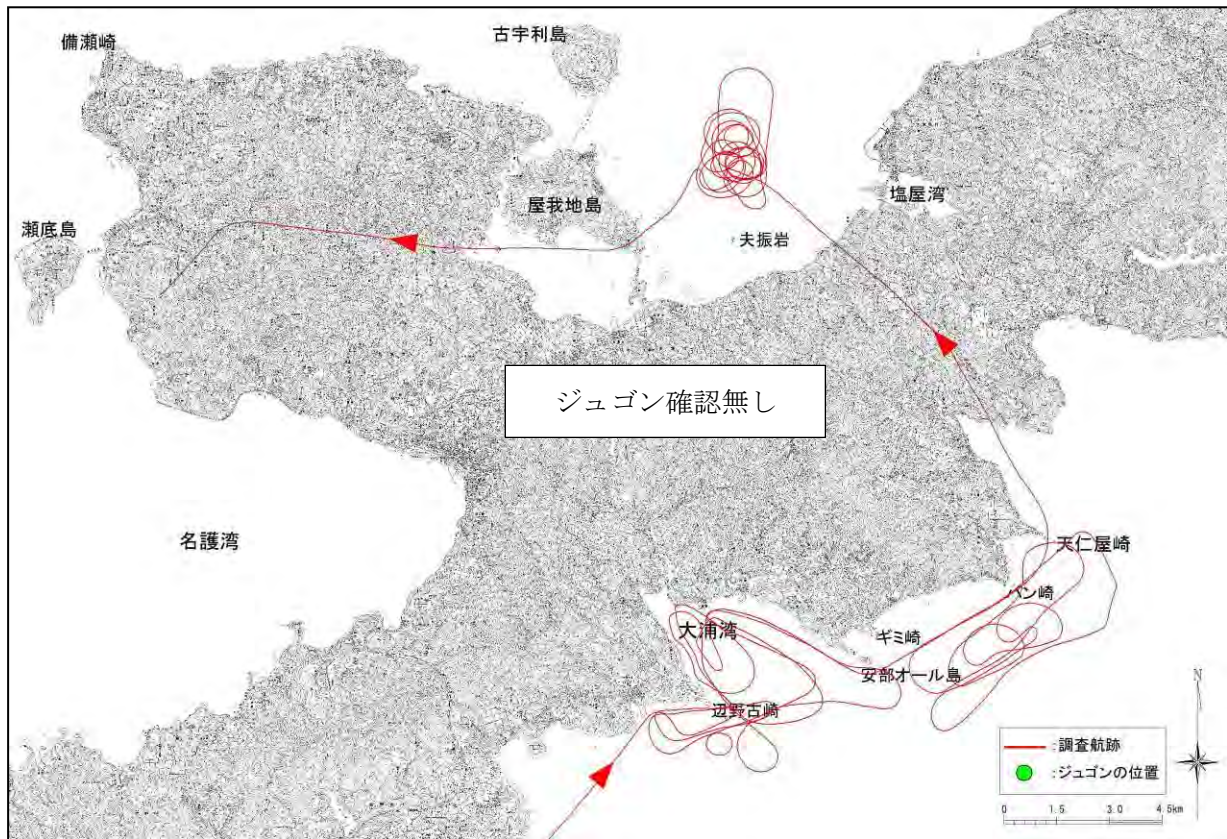 古宇利島
備瀬崎
塩屋湾
屋我地島
瀬底島
夫振岩
ジュゴン確認無し
名護湾
天仁屋崎
バン崎
大浦湾
ギミ崎
安部オール島
辺野古崎
N
:調査航跡
:ジュゴンの位置
0 1.5 3.0 4.5km